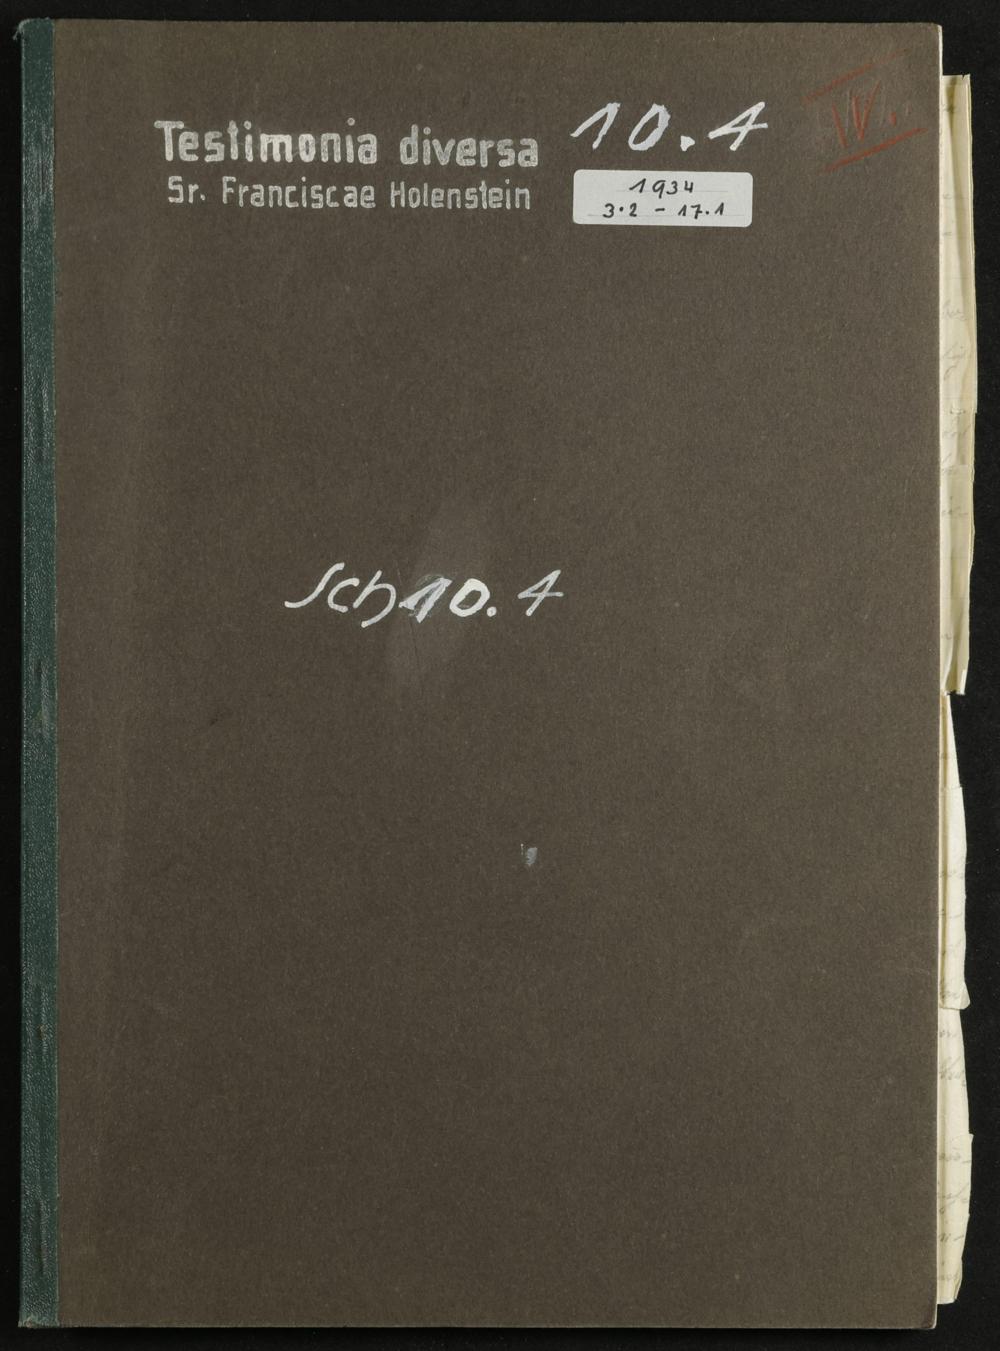 Testimonia diversa
Sr. Franciscae Holenstein
10.4
1934
3.2 - 17.1
IV.
Sch 10.4